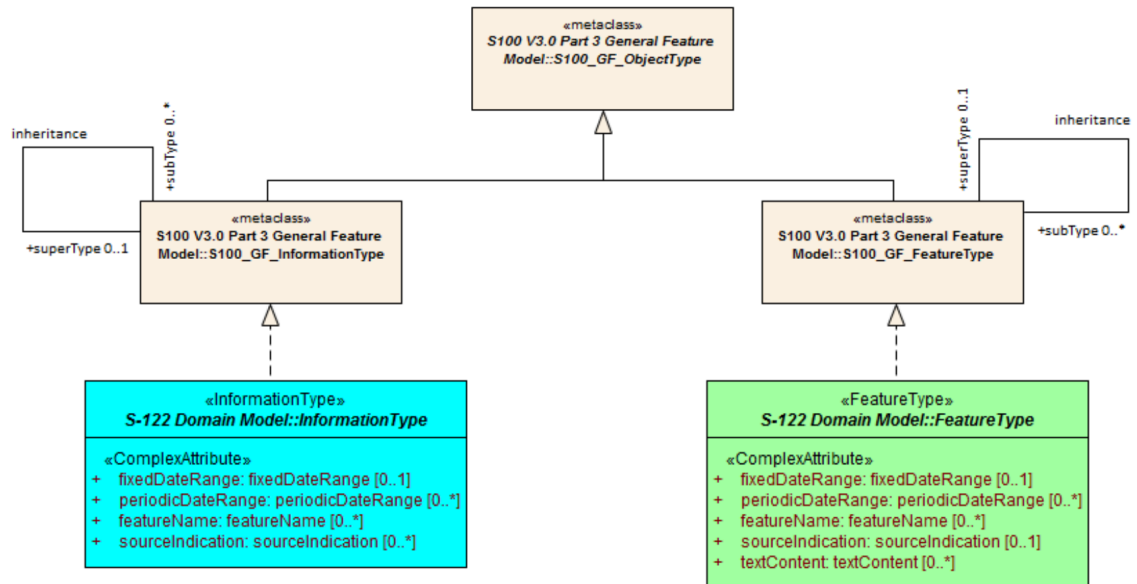 «metaclass»
S100 V3.0 Part 3 General Feature
Model::S100_GF_ObjectType
inheritance
+subType 0..*
+superType 0..1
«metaclass»
S100 V3.0 Part 3 General Feature
Model::S100_GF_InformationType
+superType 0..1
inheritance
+subType 0..*
«metaclass»
S100 V3.0 Part 3 General Feature
Model::S100_GF_FeatureType
«InformationType»
S-122 Domain Model::InformationType
«ComplexAttribute»
+ fixedDateRange: fixedDateRange [0..1]
+ periodicDateRange: periodicDateRange [0..*]
+ featureName: featureName [0..*]
+ sourceIndication: sourceIndication [0..*]
«FeatureType»
S-122 Domain Model::FeatureType
«ComplexAttribute»
+ fixedDateRange: fixedDateRange [0..1]
+ periodicDateRange: periodicDateRange [0..*]
+ featureName: featureName [0..*]
+ sourceIndication: sourceIndication [0..1]
+ textContent: textContent [0..*]